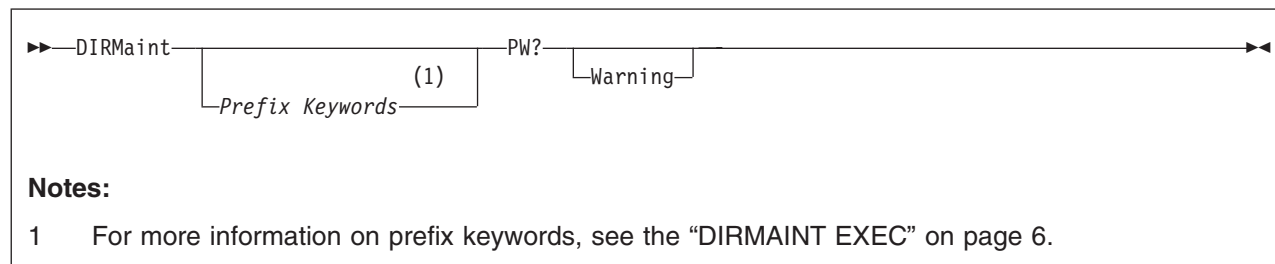 DIRMaint PW?
(1) Warning
Prefix Keywords
Notes:
1 For more information on prefix keywords, see the “DIRMAINT EXEC” on page 6.